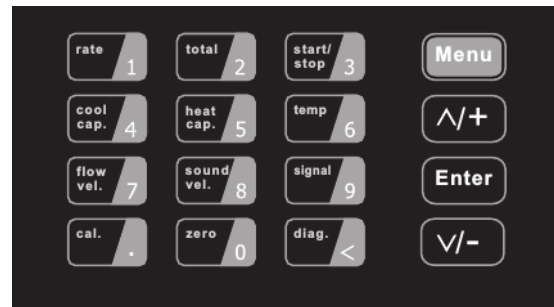 rate 1
total 2
start/
stop 3
Menu
cool
cap. 4
heat
cap. 5
temp 6
∧/+
flow
vel. 7
sound
vel. 8
signal 9
Enter
cal. .
zero 0
diag. <
∨/-